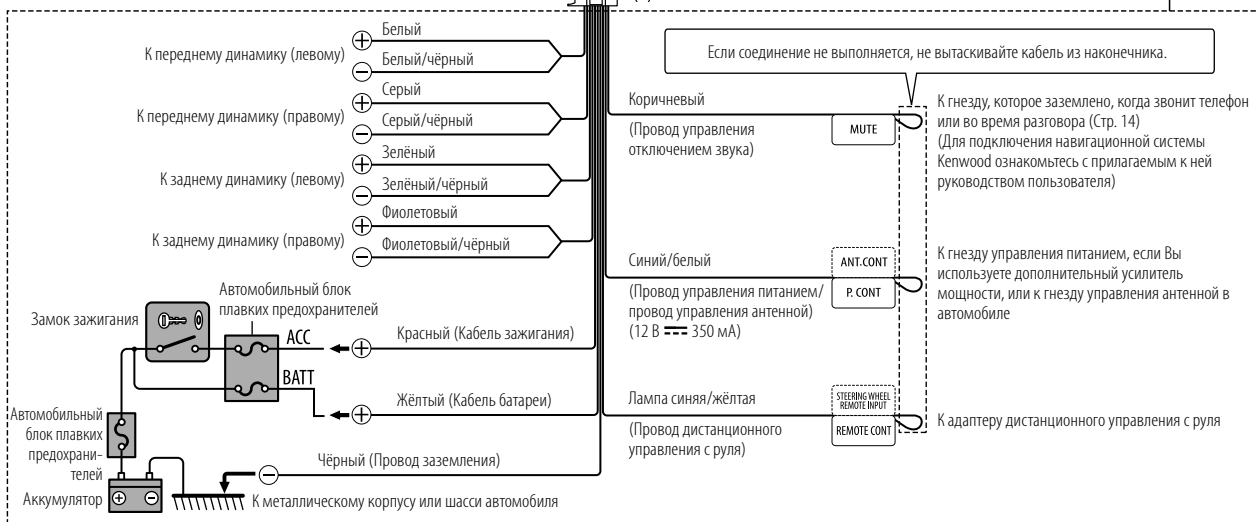 К переднему динамику (левому)
Белый
Белый/чёрный
К переднему динамику (правому)
Серый
Серый/чёрный
К заднему динамику (левому)
Зелёный
Зелёный/чёрный
К заднему динамику (правому)
Фиолетовый
Фиолетовый/чёрный
Замок зажигания
Автомобильный блок
плавких предохранителей
ACC
BATT
Красный (Кабель зажигания)
Жёлтый (Кабель батареи)
Автомобильный
блок плавких
предохрани-
телей
Аккумулятор
Чёрный (Провод заземления)
К металлическому корпусу или шасси автомобиля
Если соединение не выполняется, не вытаскивайте кабель из наконечника.
Коричневый
(Провод управления
отключением звука)
MUTE
К гнезду, которое заземлено, когда звонит телефон
или во время разговора (Стр. 14)
(Для подключения навигационной системы
Kenwood ознакомьтесь с прилагаемым к ней
руководством пользователя)
Синий/белый
(Провод управления питанием/
провод управления антенной)
(12 В 350 мА)
ANT.CONT
P. CONT
К гнезду управления питанием, если Вы
используете дополнительный усилитель
мощности, или к гнезду управления антенной в
автомобиле
Лампа синяя/жёлтая
(Провод дистанционного
управления с руля)
STEERING WHEEL
REMOTE INPUT
REMOTE CONT
К адаптеру дистанционного управления с руля